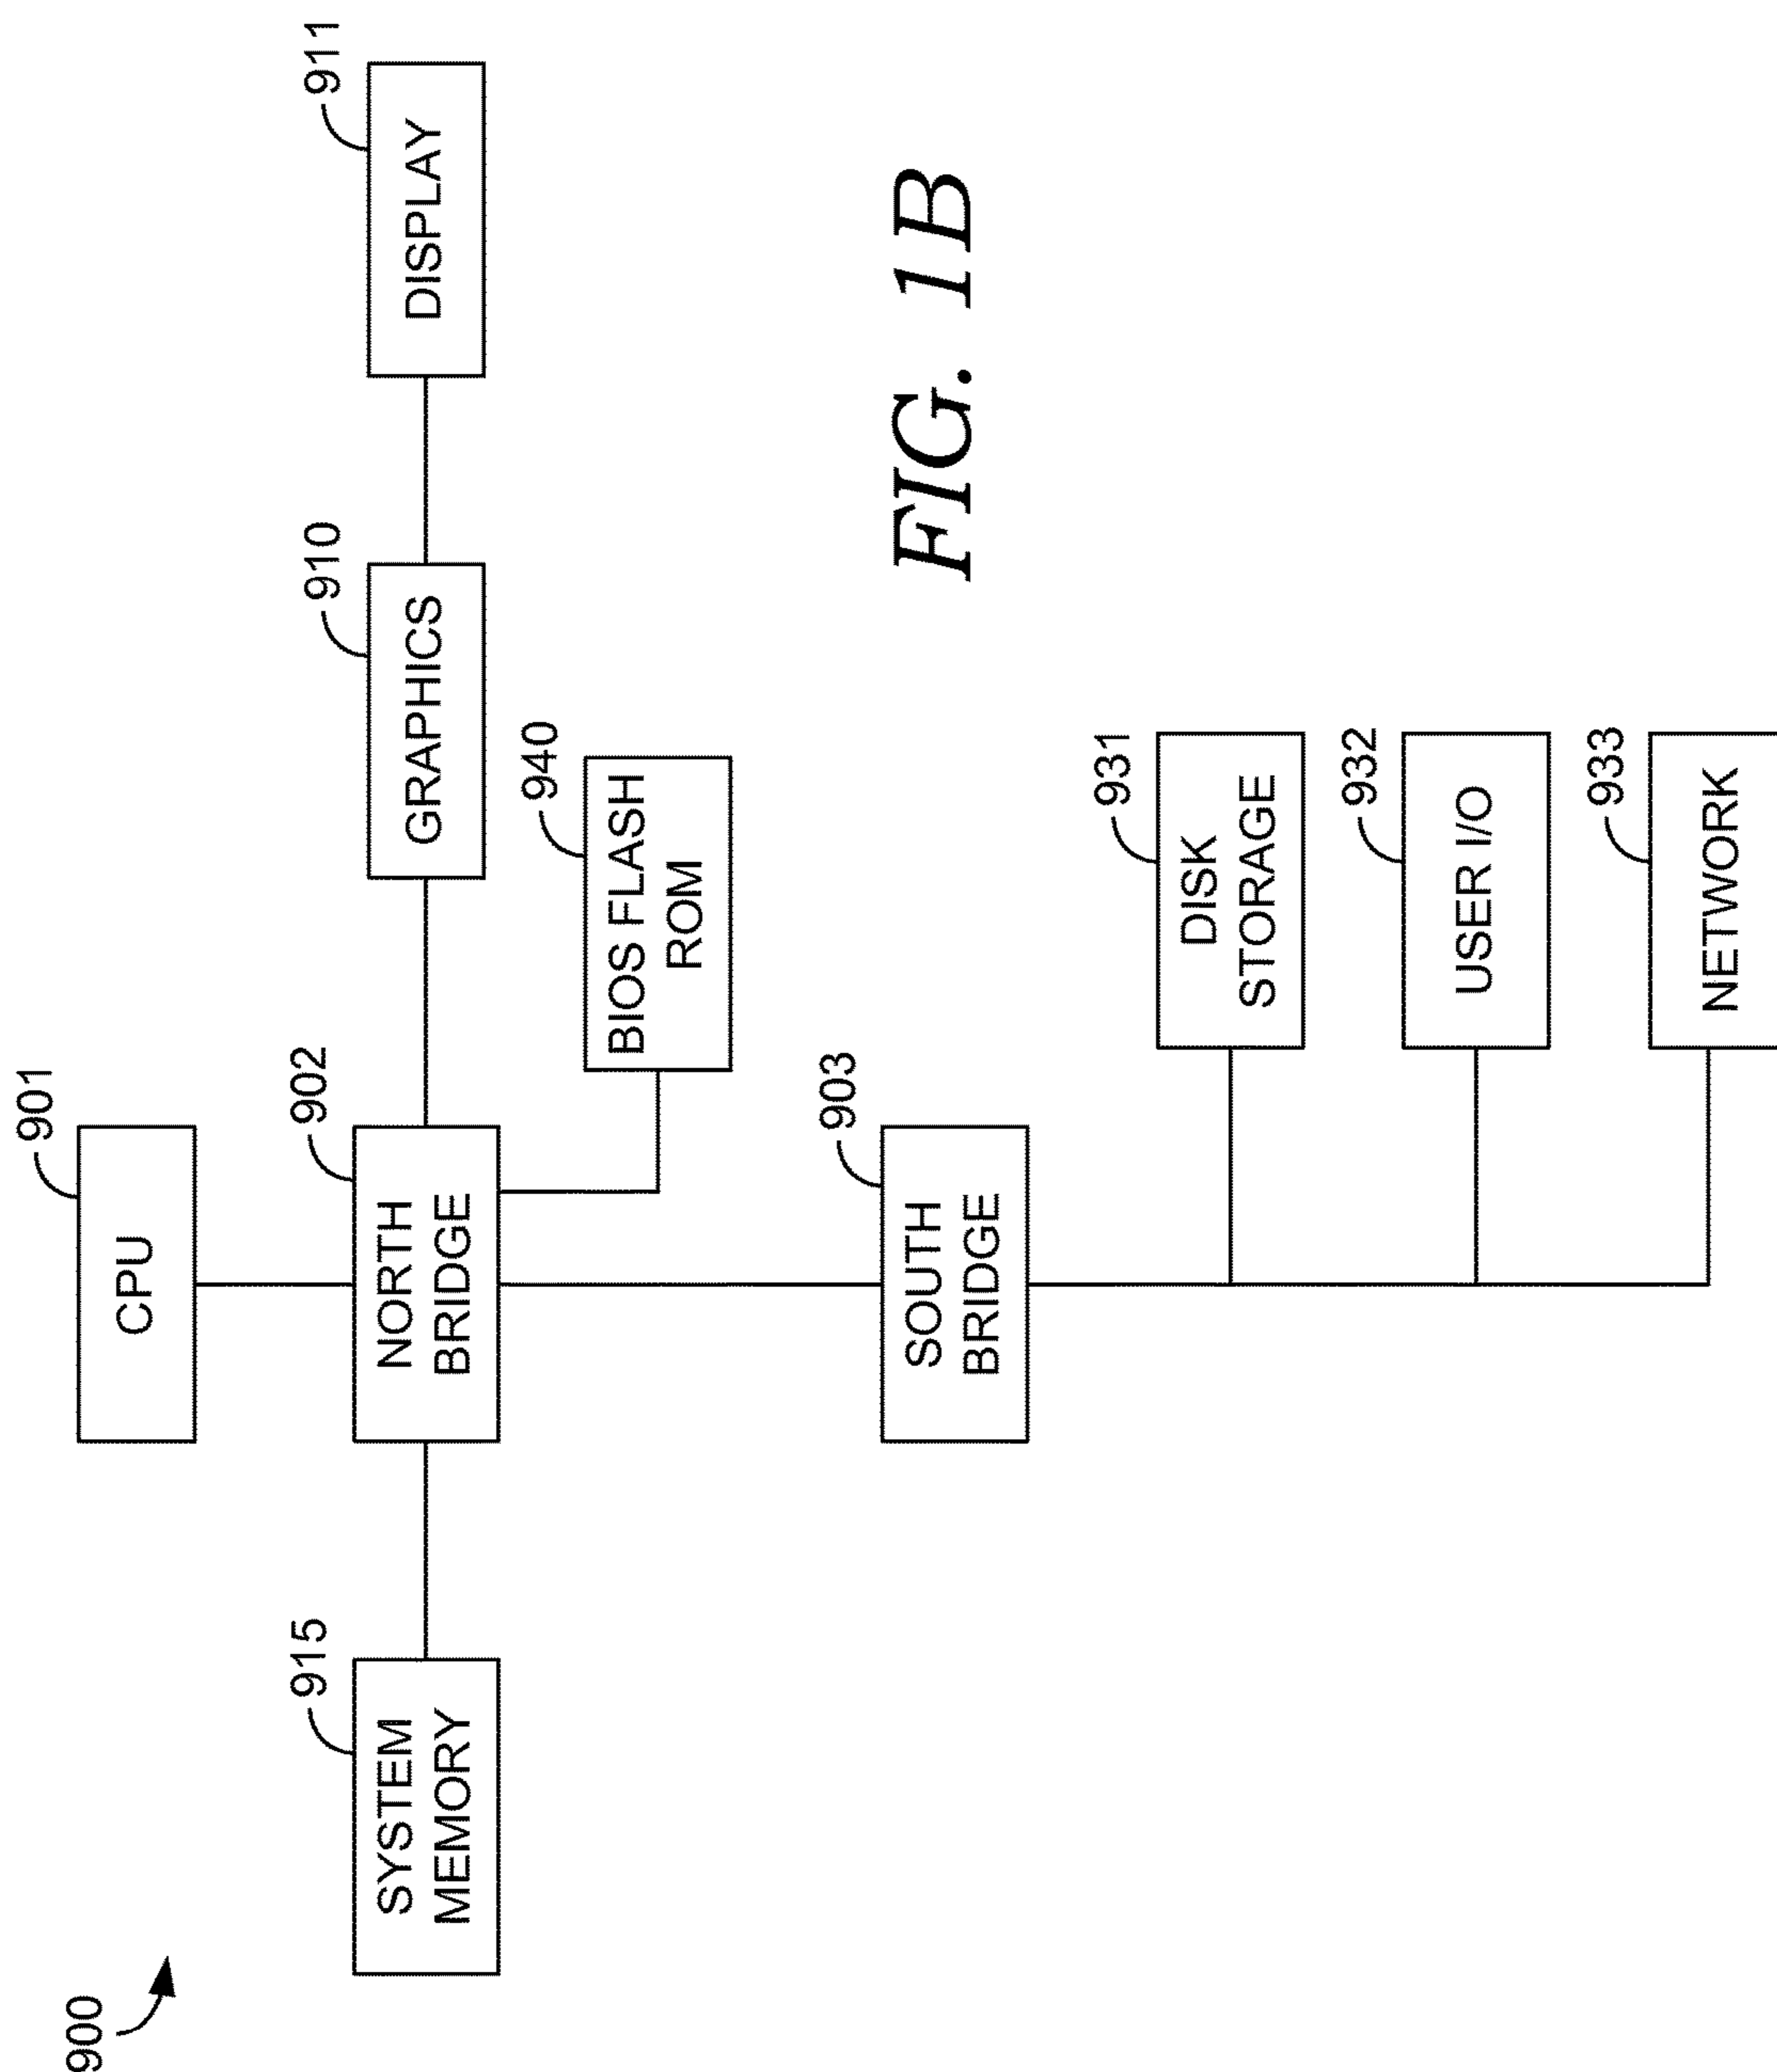 900
901
CPU
915
SYSTEM
MEMORY
902
NORTH
BRIDGE
910
GRAPHICS
911
DISPLAY
940
BIOS FLASH
ROM
903
SOUTH
BRIDGE
931
DISK
STORAGE
932
USER I/O
933
NETWORK
FIG. 1B